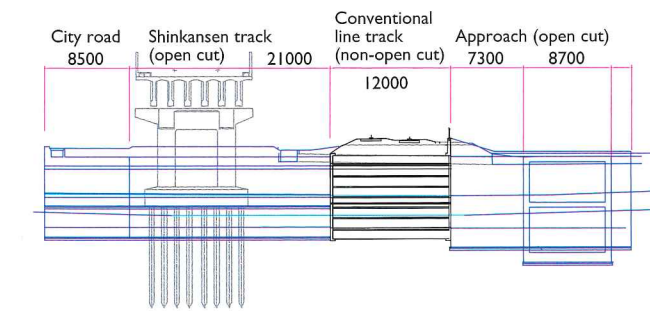 Conventional
City road Shinkansen track line track Approach (open cut)
(open cut) (non-open cut)
8500 21000 7300 8700
12000